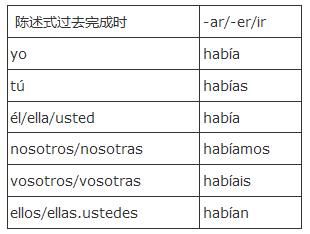 陈述式过去完成时 -ar/-er/ir
yo había
tú habías
él/ella/usted había
nosotros/nosotras habíamos
vosotros/vosotras habíais
ellos/ellas.ustedes habían